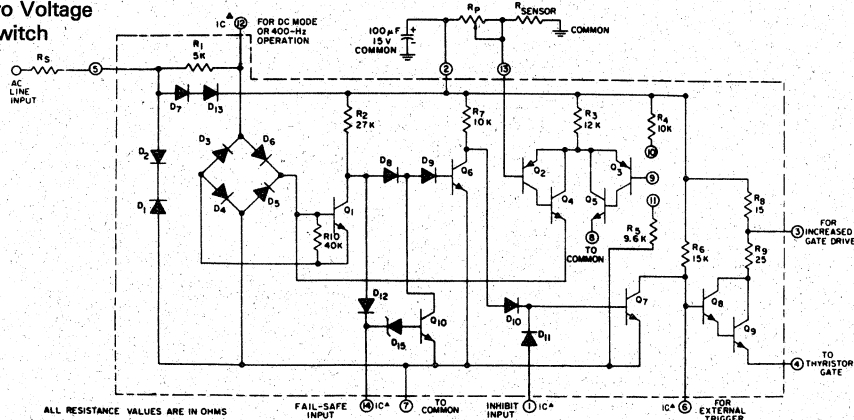 ro Voltage
witch
IC▲ ⑫
FOR DC MODE
OR 400-Hz
OPERATION
100µF
15V
COMMON
+
-
RP
RSENSOR
COMMON
RS
AC
LINE
INPUT
⑤
R1
5K
②
⑬
D7
D13
R2
27K
R7
10K
R3
12K
R4
10K
⑩
D2
D1
D3
D6
D4
D5
D8
D9
Q6
Q2
Q3
⑨
Q4
Q5
⑪
Q1
R10
40K
⑧
TO
COMMON
R5
9.6K
R8
15
③
FOR
INCREASED
GATE DRIVE
R6
15K
R9
25
D12
D15
Q10
D10
D11
Q7
Q8
Q9
④
TO
THYRISTOR
GATE
ALL RESISTANCE VALUES ARE IN OHMS
FAIL-SAFE
INPUT
⑭ IC▲
⑦
TO
COMMON
INHIBIT
INPUT
① IC▲
IC▲ ⑥
FOR
EXTERNAL
TRIGGER